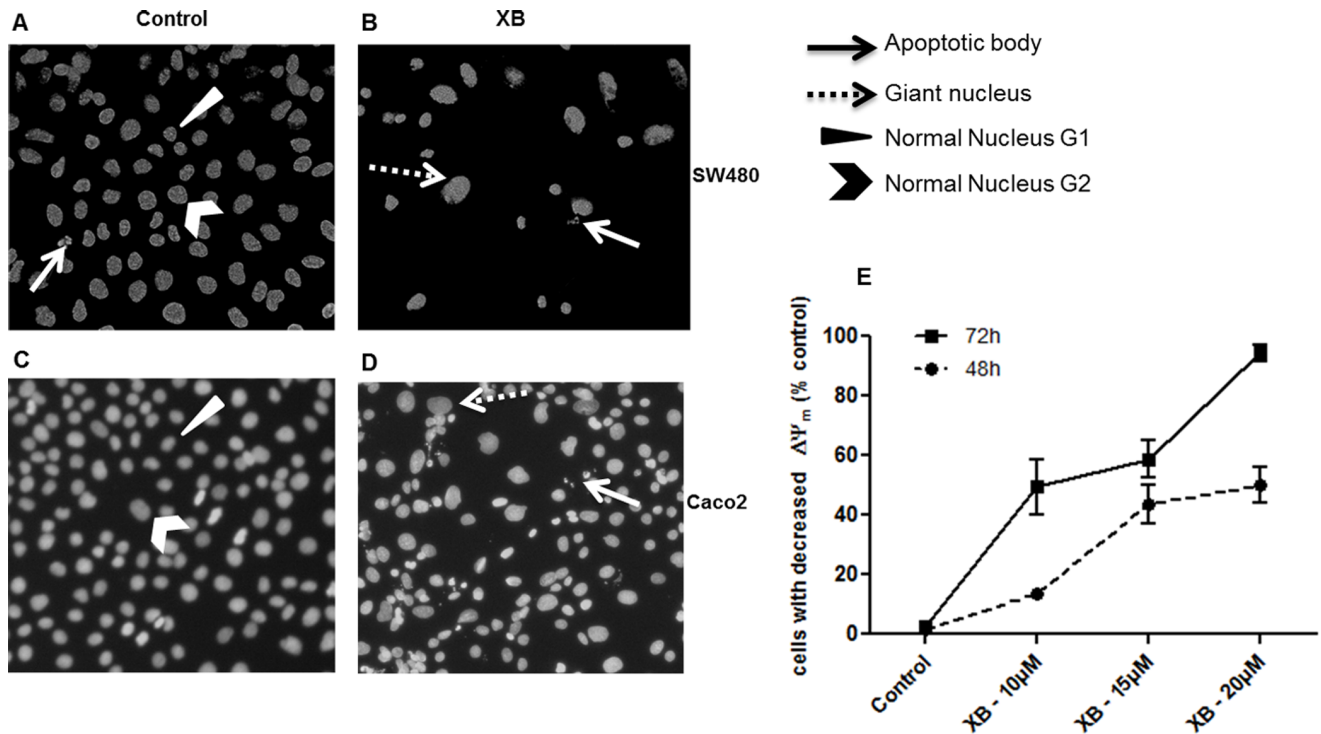 A
Control
B
XB
SW480
C
D
Caco2
Apoptotic body
Giant nucleus
Normal Nucleus G1
Normal Nucleus G2
E
cells with decreased ΔΨm (% control)
100
80
60
40
20
0
72h
48h
Control
XB - 10µM
XB - 15µM
XB - 20µM